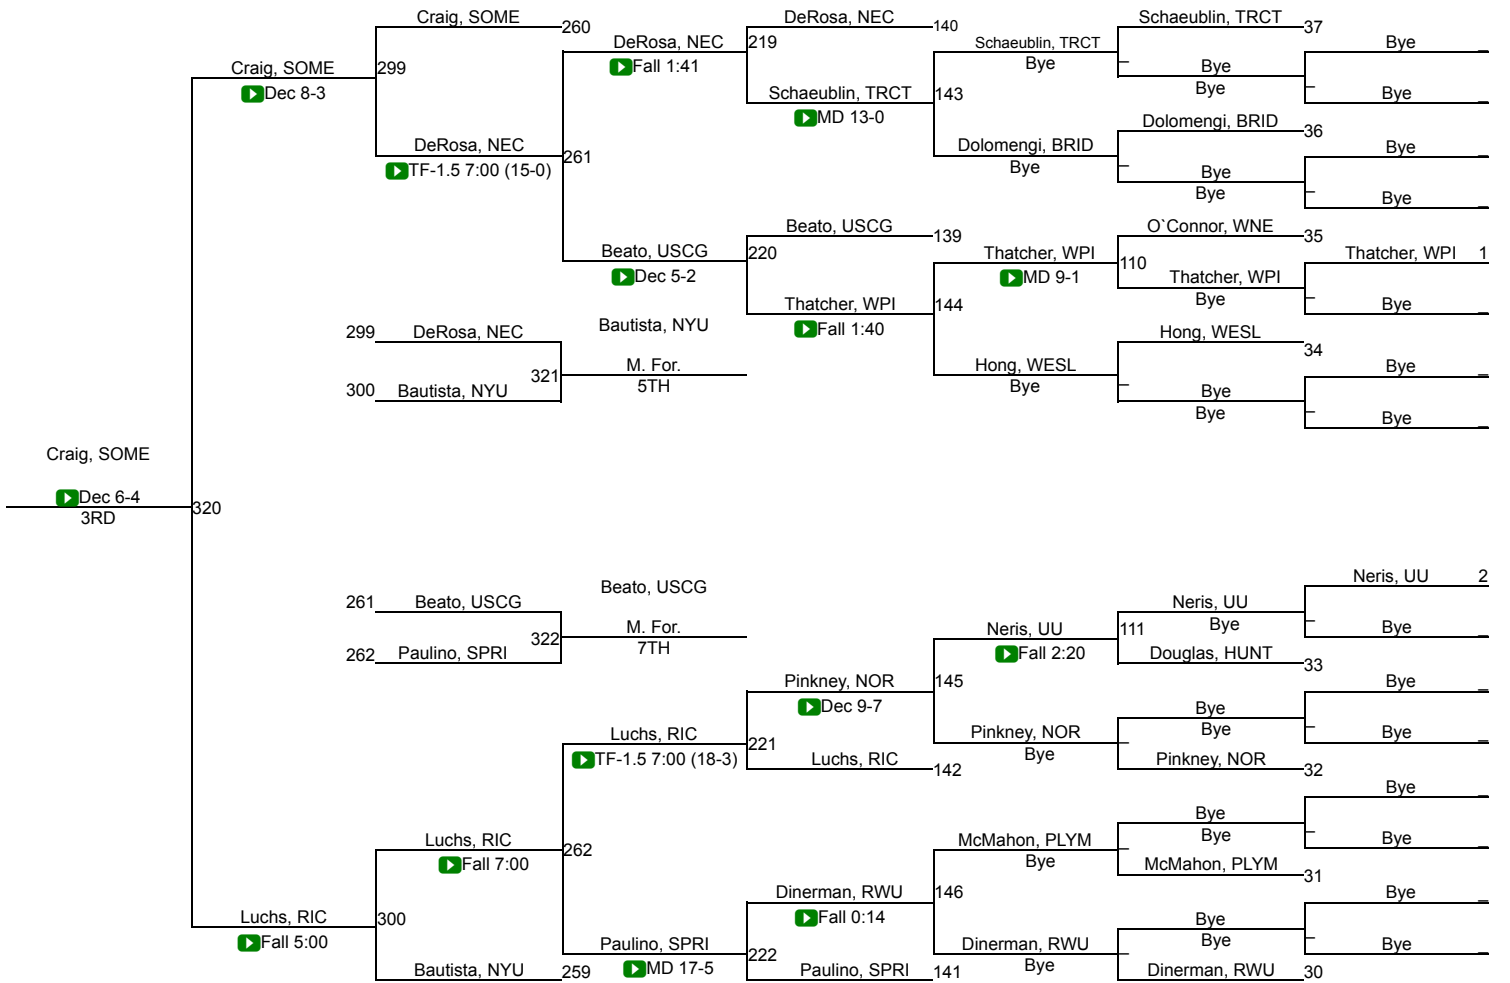 Craig, SOME 260 DeRosa, NEC 140 Schaeublin, TRCT 37
DeRosa, NEC 219 Schaeublin, TRCT Bye _
Fall 1:41 Bye _ Bye
Craig, SOME 299 Bye _
Dec 8-3 Schaeublin, TRCT 143 Bye _
MD 13-0 Dolomengi, BRID 36
DeRosa, NEC 261 Dolomengi, BRID Bye _
TF-1.5 7:00 (15-0) Bye _ Bye _
Bye Bye _
Beato, USCG 139 O`Connor, WNE 35
Beato, USCG 220 Thatcher, WPI 110 Thatcher, WPI 1
Dec 5-2 MD 9-1 Thatcher, WPI
Thatcher, WPI 144 Bye _ Bye _
299 DeRosa, NEC Bautista, NYU Fall 1:40 Hong, WESL 34
M. For. Hong, WESL Bye _
321 5TH Bye _ Bye _
300 Bautista, NYU Bye Bye _
Craig, SOME
Dec 6-4
3RD 320
Beato, USCG Neris, UU 2
261 Beato, USCG Neris, UU
M. For. Neris, UU 111 Bye _ Bye _
322 7TH Fall 2:20 Douglas, HUNT 33
262 Paulino, SPRI
Pinkney, NOR 145 Bye _
Dec 9-7 Bye
Luchs, RIC 221 Pinkney, NOR _ Bye _ Bye _
TF-1.5 7:00 (18-3) Luchs, RIC 142 Bye Pinkney, NOR 32
Bye _
Bye
Luchs, RIC 262 McMahon, PLYM _ Bye _ Bye _
Fall 7:00 Bye McMahon, PLYM 31
Dinerman, RWU 146 Bye _
Luchs, RIC 300 Fall 0:14 Bye
Fall 5:00 Paulino, SPRI 222 Dinerman, RWU _ Bye _ Bye _
Bautista, NYU 259 MD 17-5 Paulino, SPRI 141 Bye Dinerman, RWU 30